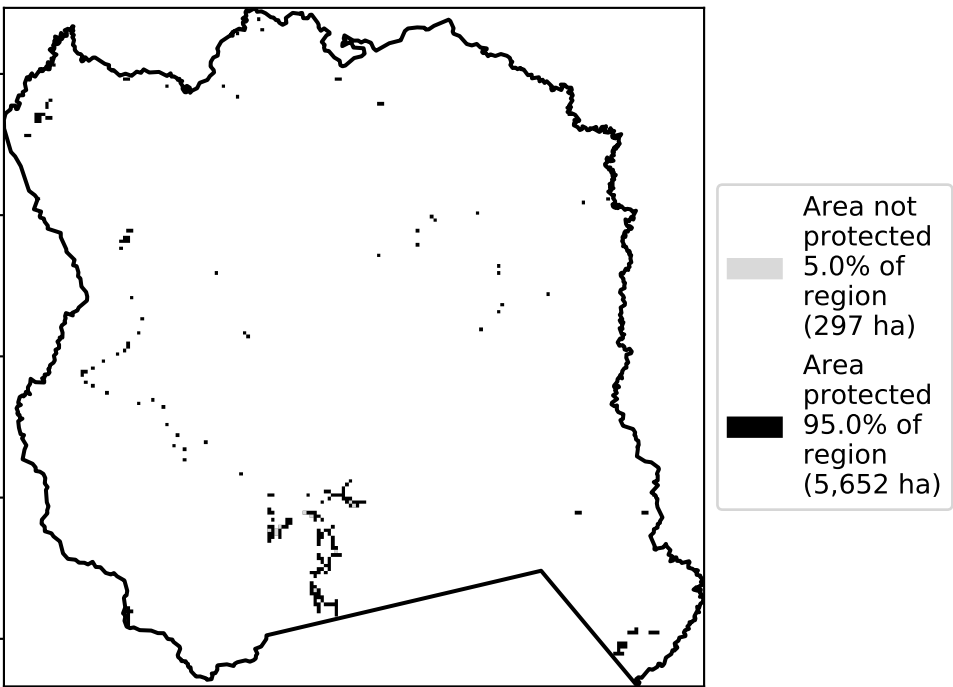 Area not
protected
5.0% of
region
(297 ha)
Area
protected
95.0% of
region
(5,652 ha)